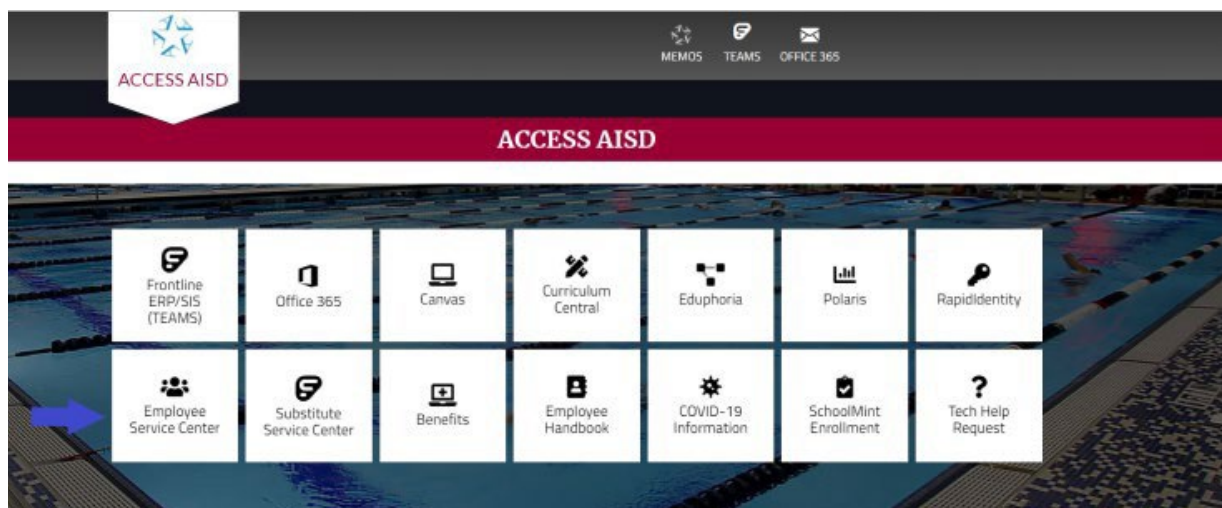 ACCESS AISD
MEMOS TEAMS OFFICE 365
ACCESS AISD
Frontline
ERP/SIS
(TEAMS)
Office 365
Canvas
Curriculum
Central
Eduphoria
Polaris
RapidIdentity
Employee
Service Center
Substitute
Service Center
Benefits
Employee
Handbook
COVID-19
Information
SchoolMint
Enrollment
Tech Help
Request